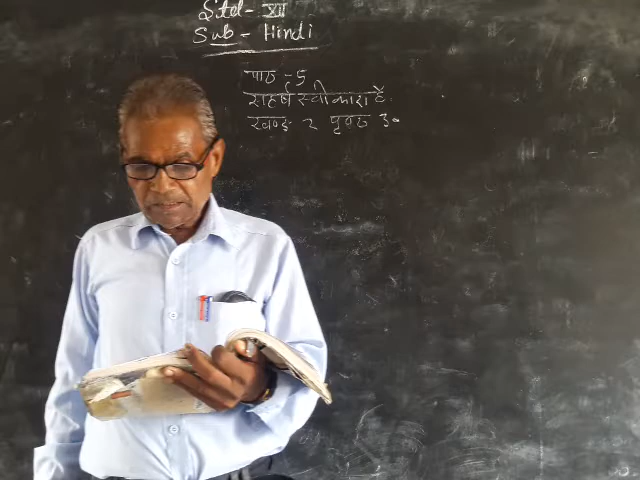 Std - XII
Sub - Hindi
पाठ - 5
सहर्ष स्वीकारा है
खण्ड 2 पृष्ठ 30